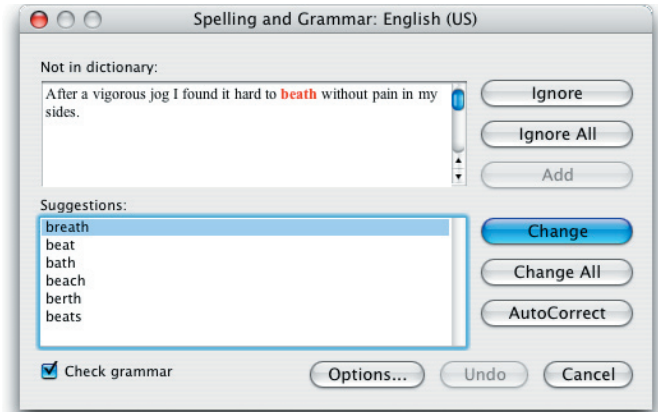 Spelling and Grammar: English (US)
Not in dictionary:
After a vigorous jog I found it hard to beath without pain in my
sides.
Ignore
Ignore All
Add
Suggestions:
breath
beat
bath
beach
berth
beats
Change
Change All
AutoCorrect
Check grammar
Options...
Undo
Cancel